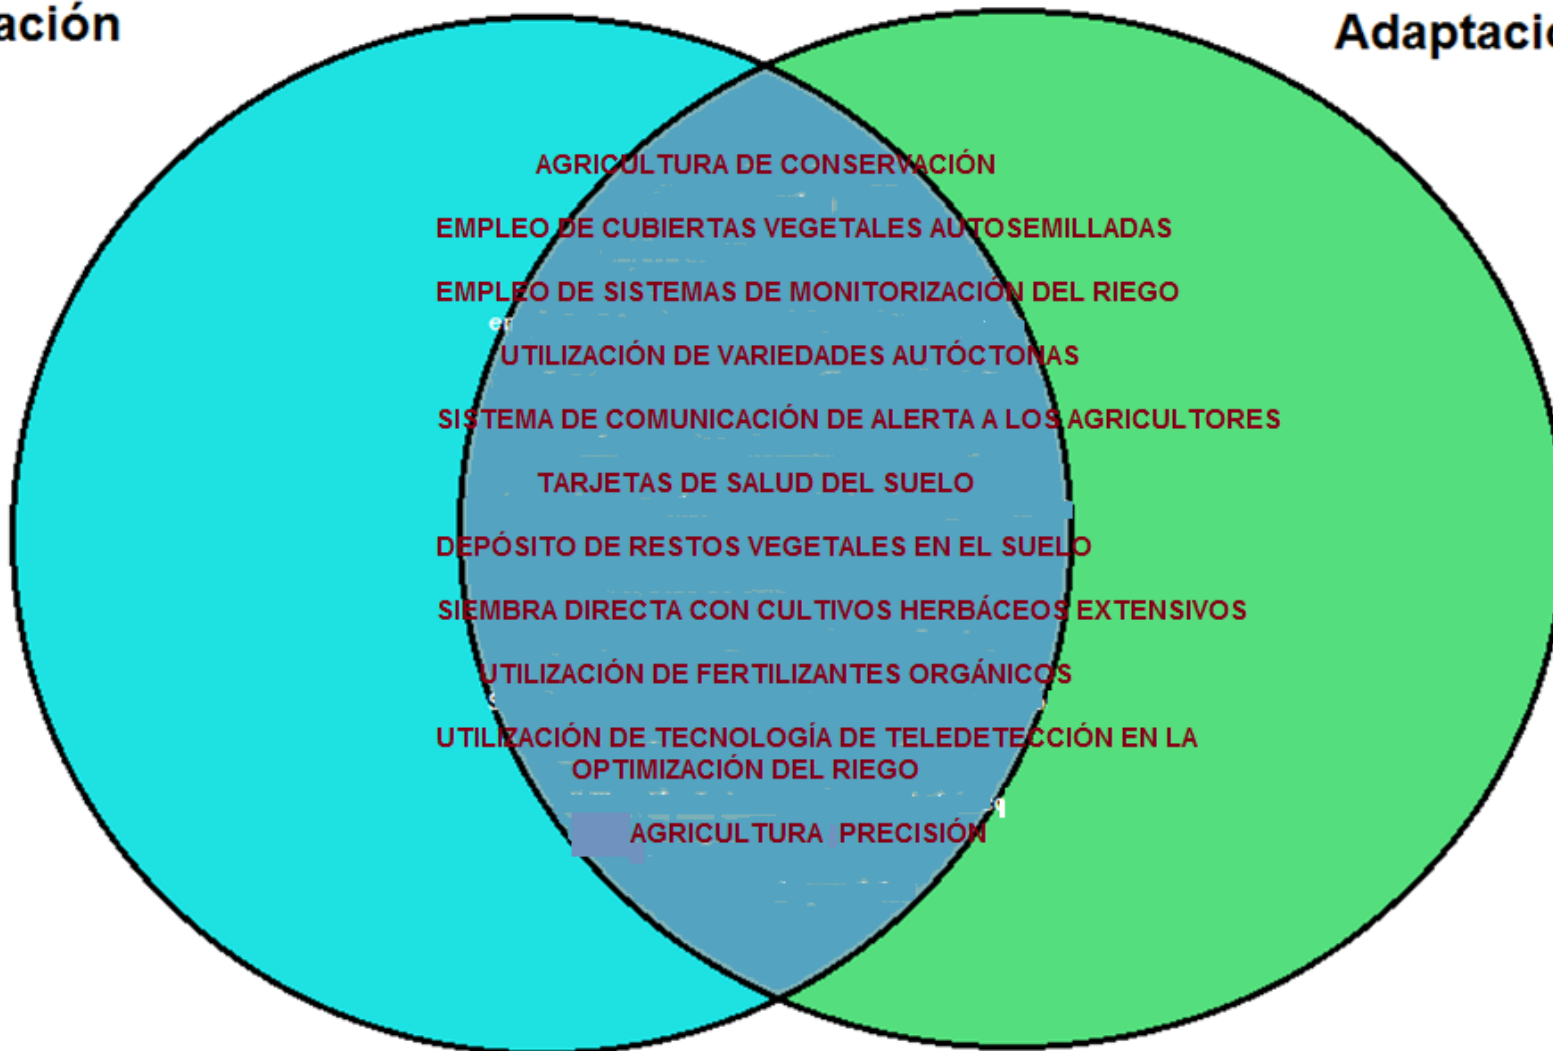 ación
Adaptació
AGRICULTURA DE CONSERVACIÓN
EMPLEO DE CUBIERTAS VEGETALES AUTOSEMILLADAS
EMPLEO DE SISTEMAS DE MONITORIZACIÓN DEL RIEGO
er
UTILIZACIÓN DE VARIEDADES AUTÓCTONAS
SISTEMA DE COMUNICACIÓN DE ALERTA A LOS AGRICULTORES
TARJETAS DE SALUD DEL SUELO
DEPÓSITO DE RESTOS VEGETALES EN EL SUELO
SIEMBRA DIRECTA CON CULTIVOS HERBÁCEOS EXTENSIVOS
UTILIZACIÓN DE FERTILIZANTES ORGÁNICOS
UTILIZACIÓN DE TECNOLOGÍA DE TELEDETECCIÓN EN LA
OPTIMIZACIÓN DEL RIEGO
AGRICULTURA PRECISIÓN